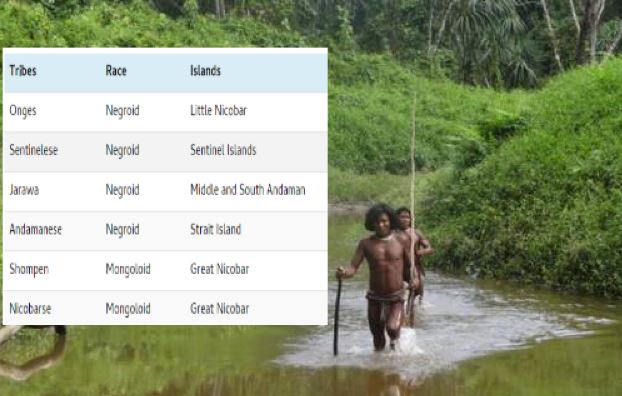 Tribes Race Islands
Onges Negroid Little Nicobar
Sentinelese Negroid Sentinel Islands
Jarawa Negroid Middle and South Andaman
Andamanese Negroid Strait Island
Shompen Mongoloid Great Nicobar
Nicobarse Mongoloid Great Nicobar